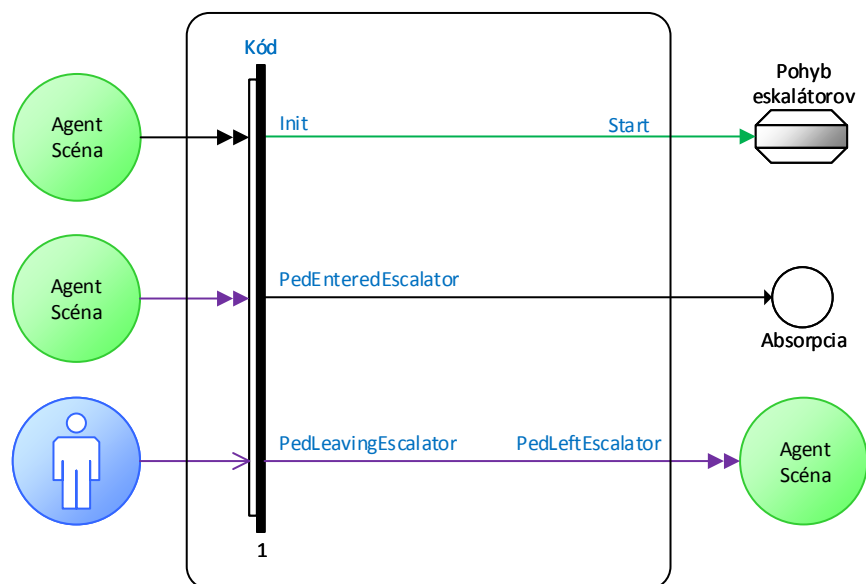 Kód
Agent
Scéna
Init
Start
Pohyb
eskalátorov
Agent
Scéna
PedEnteredEscalator
Absorpcia
PedLeavingEscalator
PedLeftEscalator
Agent
Scéna
1